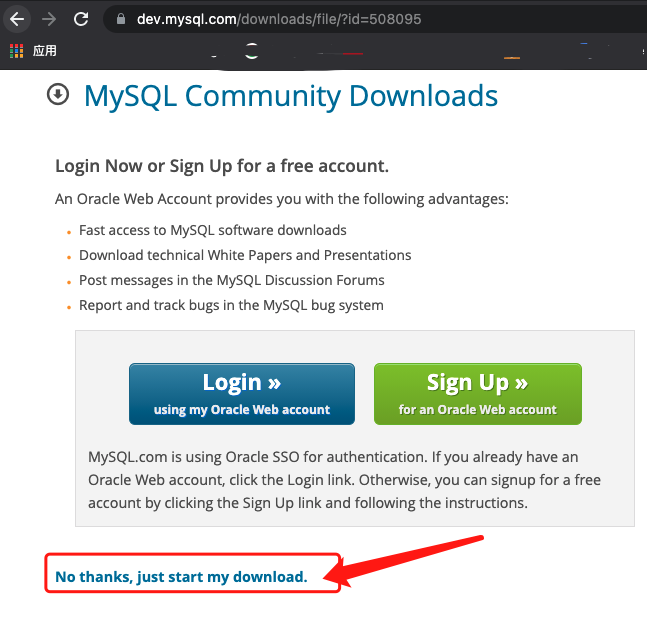 dev.mysql.com/downloads/file/?id=508095
应用
MySQL Community Downloads
Login Now or Sign Up for a free account.
An Oracle Web Account provides you with the following advantages:
Fast access to MySQL software downloads
Download technical White Papers and Presentations
Post messages in the MySQL Discussion Forums
Report and track bugs in the MySQL bug system
Login »
using my Oracle Web account
Sign Up »
for an Oracle Web account
MySQL.com is using Oracle SSO for authentication. If you already have an
Oracle Web account, click the Login link. Otherwise, you can signup for a free
account by clicking the Sign Up link and following the instructions.
No thanks, just start my download.